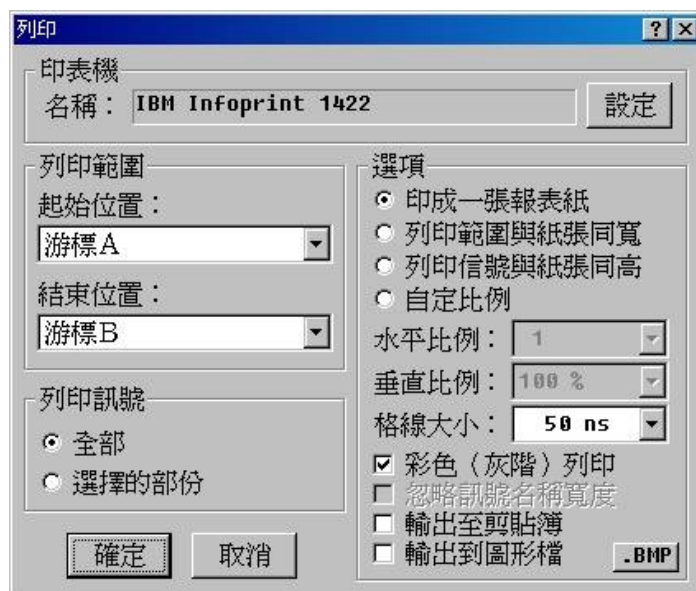 列印
印表機
名稱： IBM Infoprint 1422
設定
列印範圍
起始位置：
游標A
結束位置：
游標B
列印訊號
全部
選擇的部份
確定
取消
選項
印成一張報表紙
列印範圍與紙張同寬
列印信號與紙張同高
自定比例
水平比例： 1
垂直比例： 100 %
格線大小： 50 ns
彩色（灰階）列印
忽略訊號名稱寬度
輸出至剪貼簿
輸出到圖形檔
.BMP